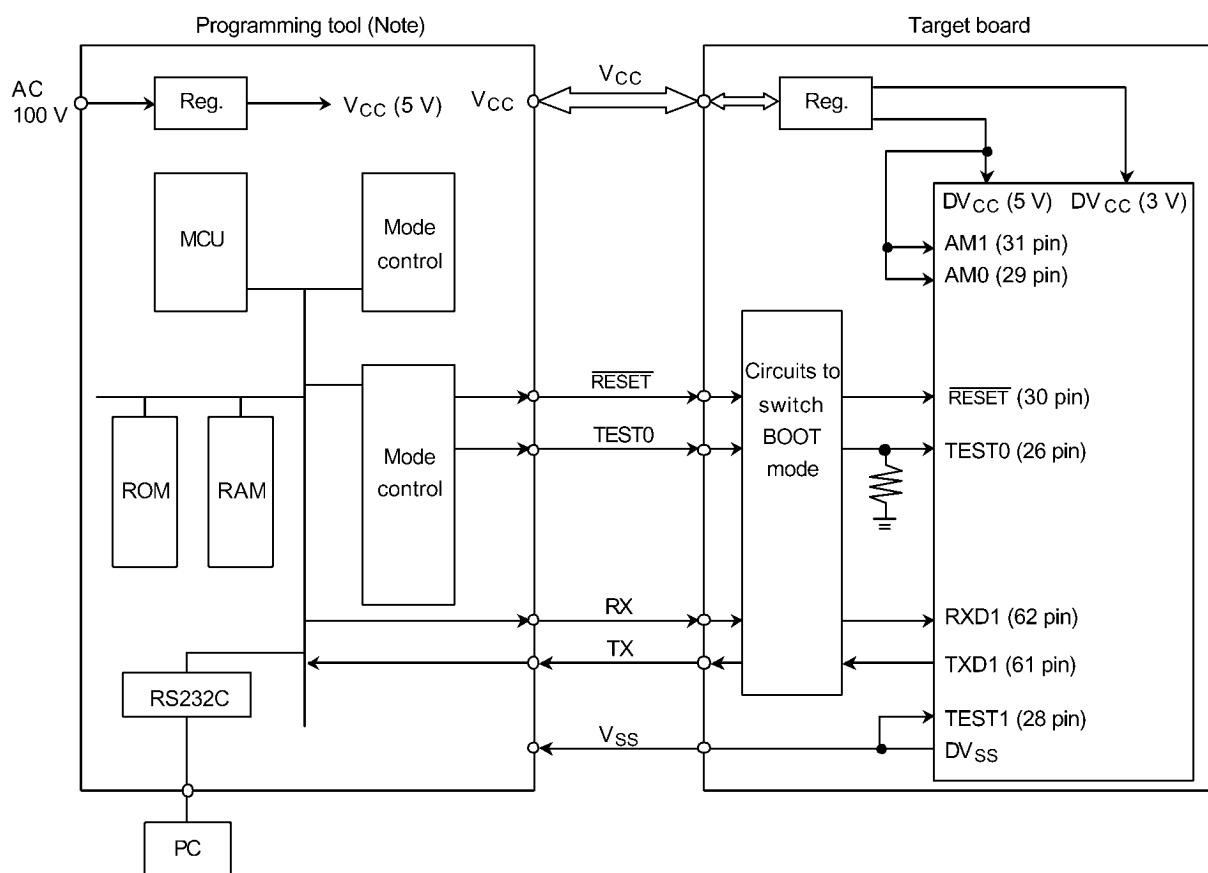 Programming tool (Note)
Target board
AC
100 V
Reg.
VCC (5 V)
VCC
VCC
Reg.
MCU
Mode
control
DVCC (5 V)
DVCC (3 V)
AM1 (31 pin)
AM0 (29 pin)
ROM
RAM
Mode
control
RESET
TEST0
Circuits to
switch
BOOT
mode
RESET (30 pin)
TEST0 (26 pin)
RX
TX
RXD1 (62 pin)
TXD1 (61 pin)
RS232C
VSS
TEST1 (28 pin)
DVSS
PC